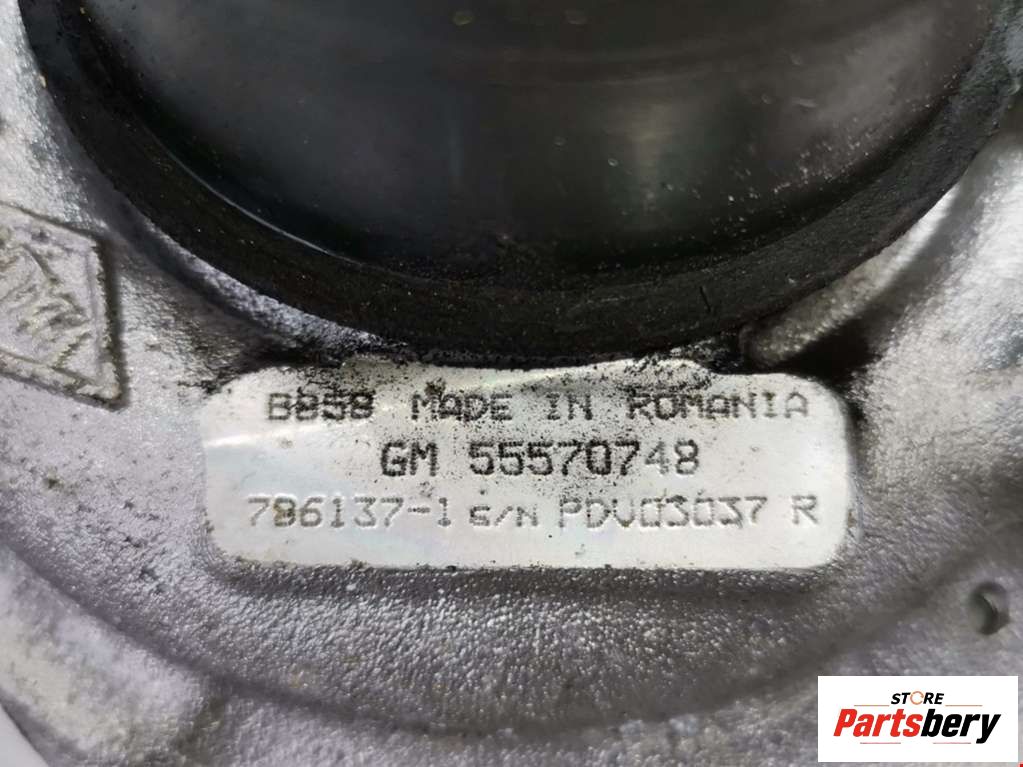 B858 MADE IN ROMANIA
GM 55570748
786137-1 S/N PDV03037 R
STORE
Partsbery